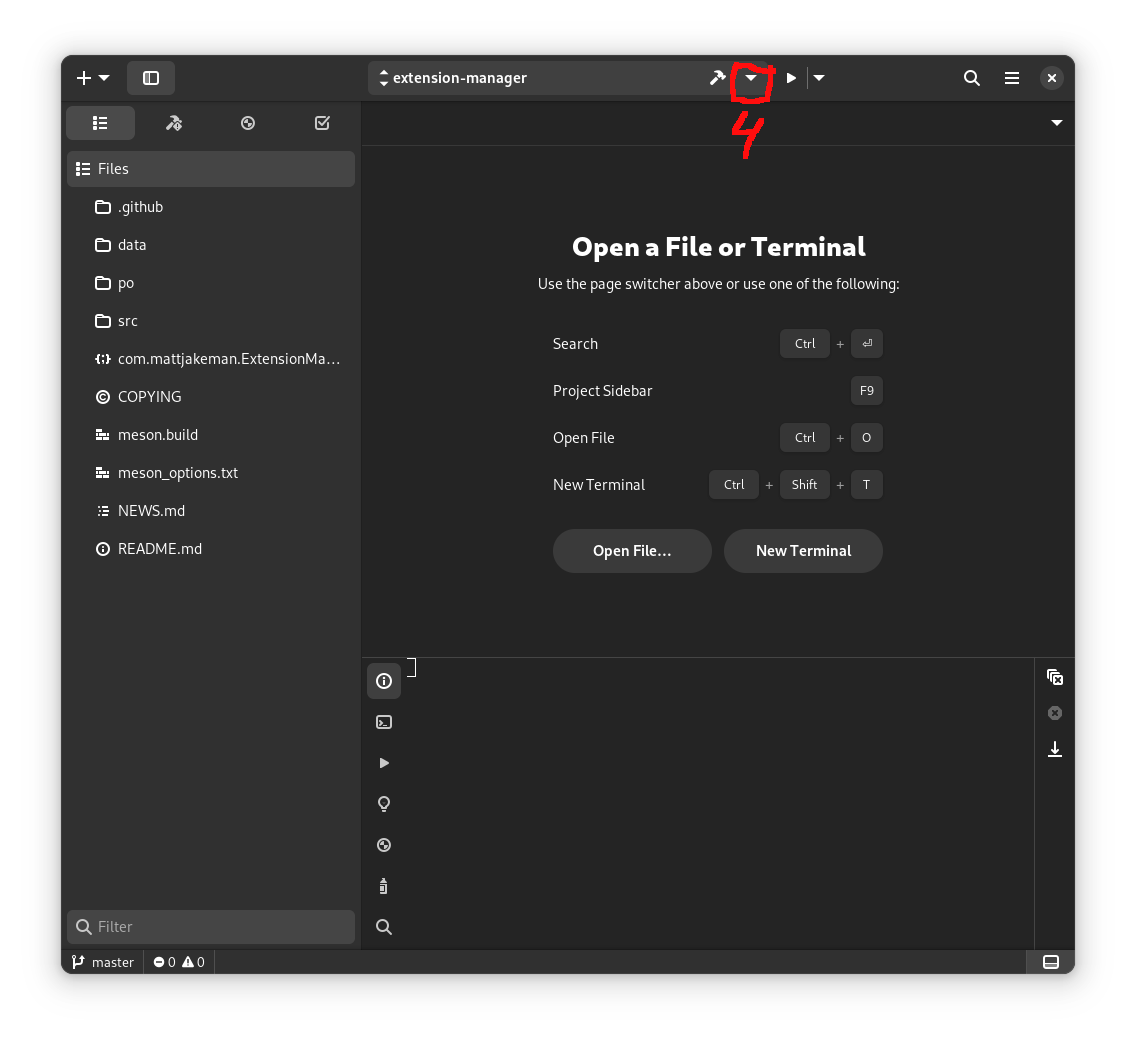 extension-manager
4
Files
.github
data
po
src
com.mattjakeman.ExtensionMa...
COPYING
meson.build
meson_options.txt
NEWS.md
README.md
Filter
Open a File or Terminal
Use the page switcher above or use one of the following:
Search Ctrl + ⏎
Project Sidebar F9
Open File Ctrl + O
New Terminal Ctrl + Shift + T
Open File... New Terminal
master 0 0